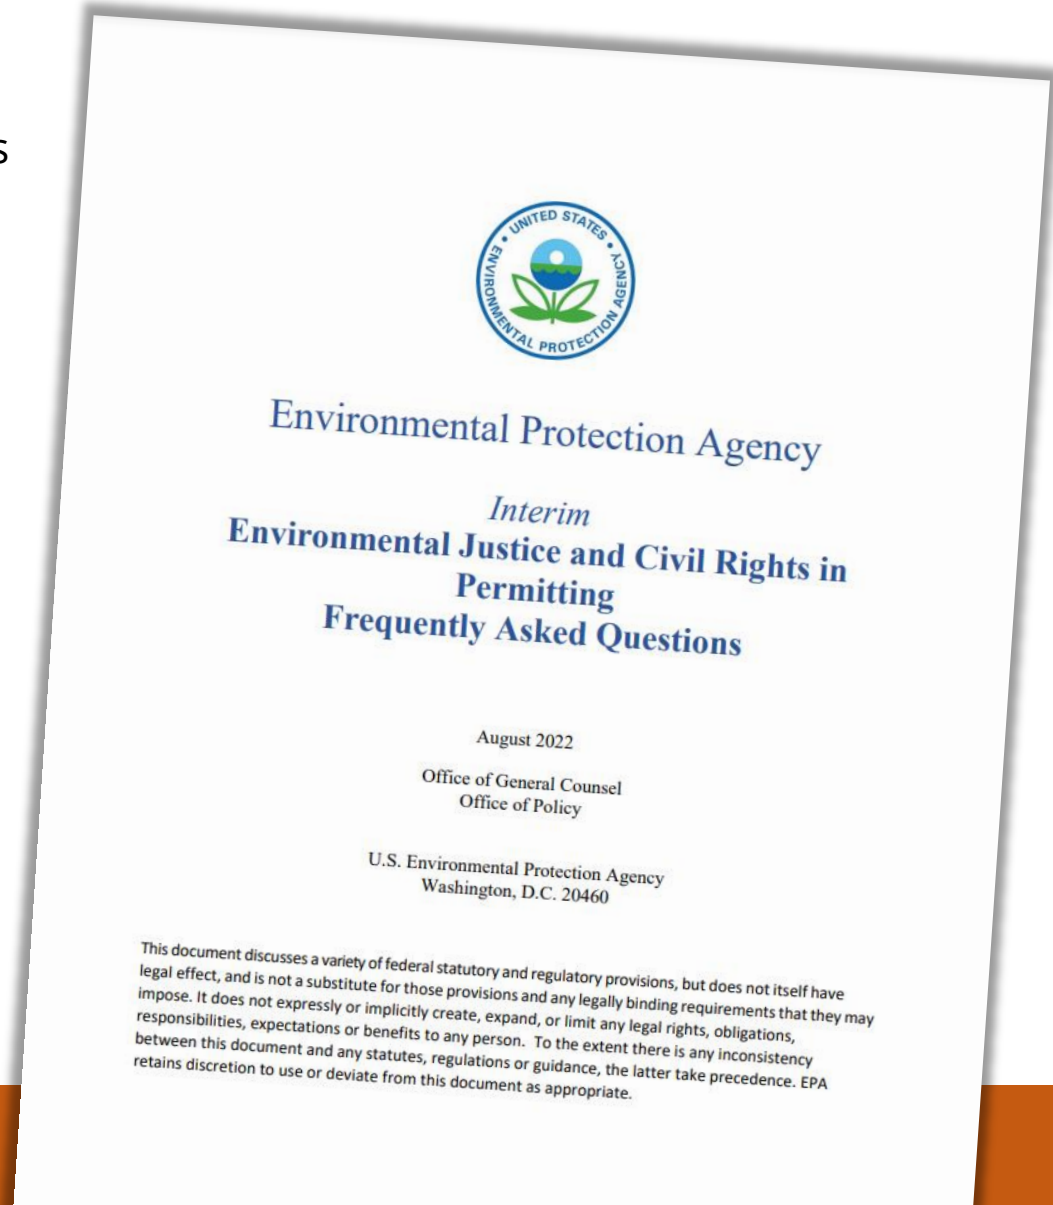 s
UNITED STATES
ENVIRONMENTAL PROTECTION AGENCY
Environmental Protection Agency
Interim
Environmental Justice and Civil Rights in
Permitting
Frequently Asked Questions
August 2022
Office of General Counsel
Office of Policy
U.S. Environmental Protection Agency
Washington, D.C. 20460
This document discusses a variety of federal statutory and regulatory provisions, but does not itself have
legal effect, and is not a substitute for those provisions and any legally binding requirements that they may
impose. It does not expressly or implicitly create, expand, or limit any legal rights, obligations,
responsibilities, expectations or benefits to any person.  To the extent there is any inconsistency
between this document and any statutes, regulations or guidance, the latter take precedence. EPA
retains discretion to use or deviate from this document as appropriate.